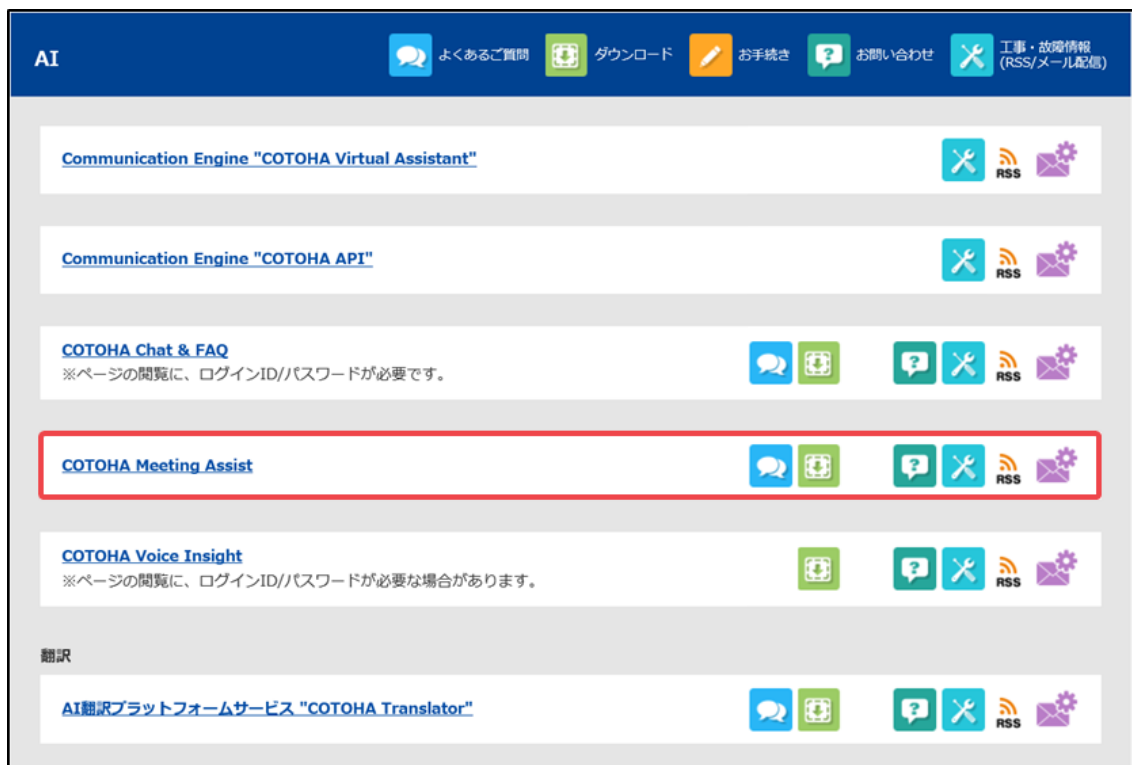 AI
よくあるご質問
ダウンロード
お手続き
お問い合わせ
工事・故障情報
(RSS/メール配信)
Communication Engine "COTOHA Virtual Assistant"
RSS
Communication Engine "COTOHA API"
RSS
COTOHA Chat & FAQ
※ページの閲覧に、ログインID/パスワードが必要です。
RSS
COTOHA Meeting Assist
RSS
COTOHA Voice Insight
※ページの閲覧に、ログインID/パスワードが必要な場合があります。
RSS
翻訳
AI翻訳プラットフォームサービス "COTOHA Translator"
RSS